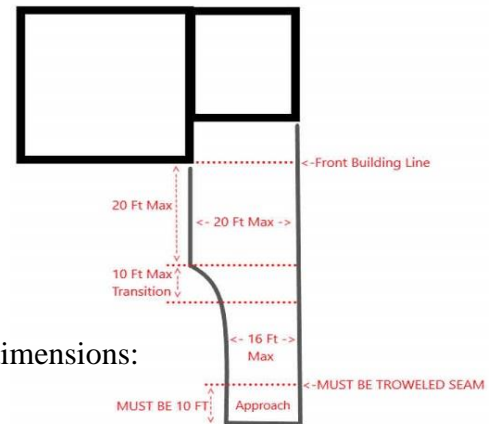 <-Front Building Line
20 Ft Max
<- 20 Ft Max ->
10 Ft Max
Transition
<- 16 Ft ->
Max
imensions:
<-MUST BE TROWELED SEAM
MUST BE 10 FT
Approach